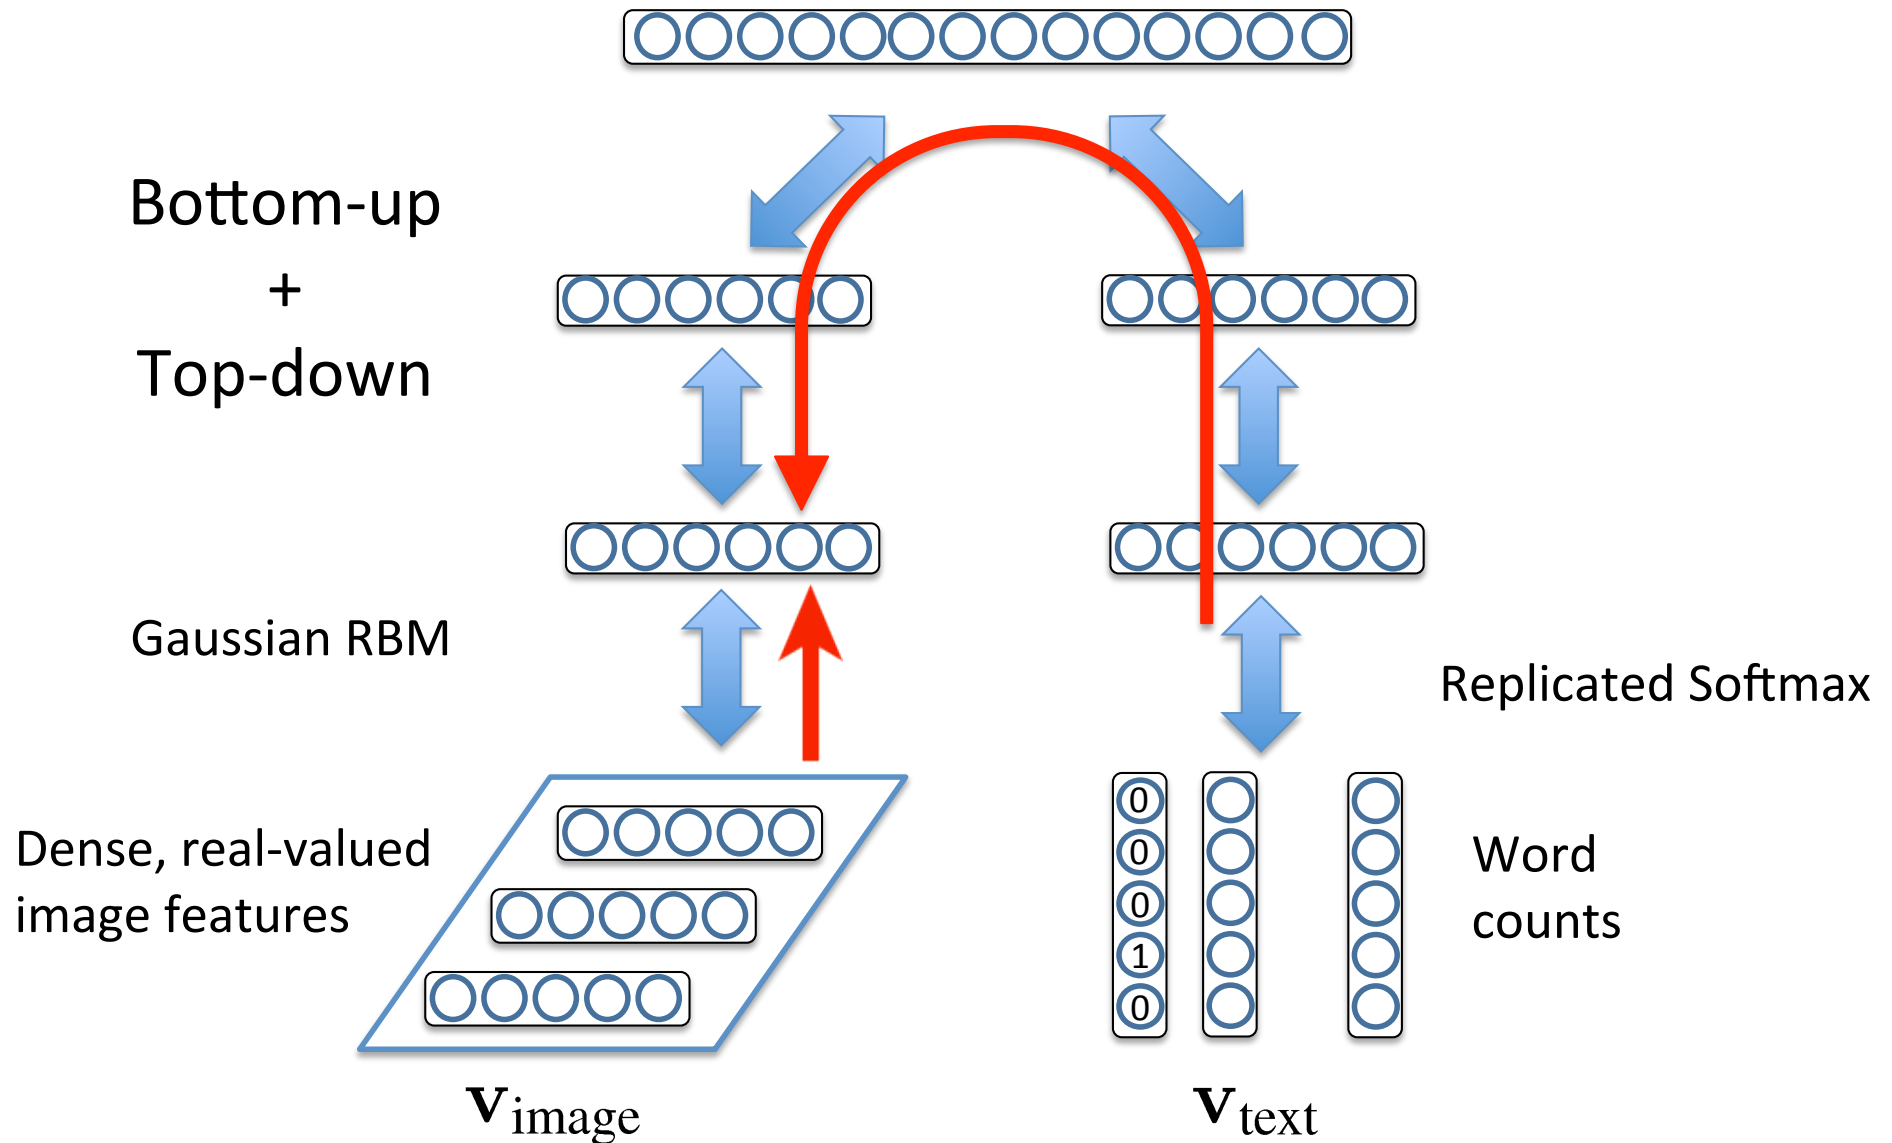 Bottom-up
+
Top-down
Gaussian RBM
Replicated Softmax
Dense, real-valued
image features
0
0
0
1
0
Word
counts
v image
v text